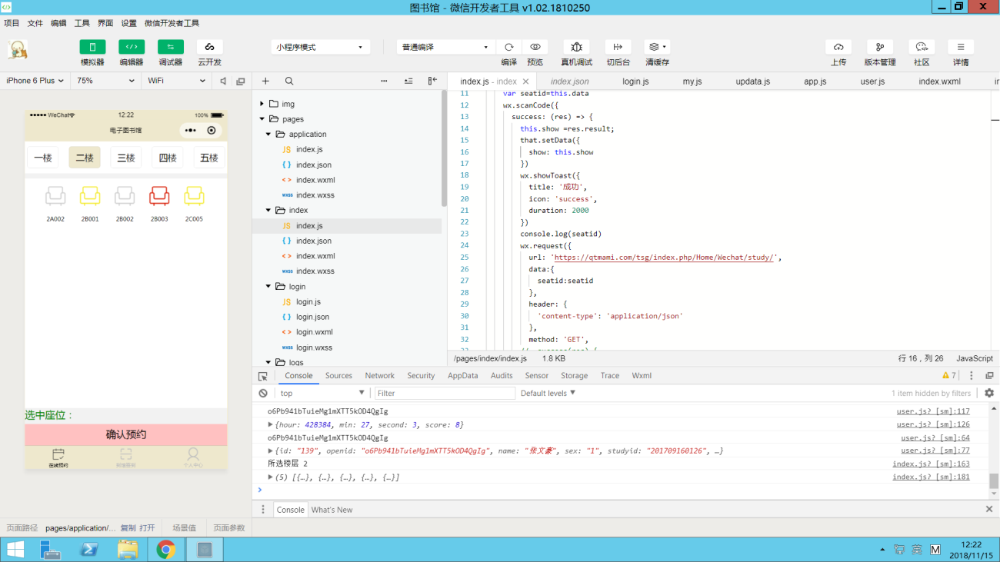 图书馆 - 微信开发者工具 v1.02.1810250
项目 文件 编辑 工具 界面 设置 微信开发者工具
模拟器 编辑器 调试器 云开发
小程序模式 普通编译
编译 预览 真机调试 切后台 清缓存
上传 版本管理 社区 详情
iPhone 6 Plus 75% WiFi
index.js - index index.json login.js my.js updata.js app.js user.js index.wxml
WeChat 12:22 100%
电子图书馆
一楼 二楼 三楼 四楼 五楼
2A002 2B001 2B002 2B003 2C005
选中座位：
确认预约
在线预约 个人中心
页面路径 pages/application/... 复制 打开 场景值 页面参数
img
pages
application
JS index.js
{ } index.json
< > index.wxml
wxss index.wxss
index
JS index.js
{ } index.json
< > index.wxml
wxss index.wxss
login
JS login.js
{ } login.json
< > login.wxml
wxss login.wxss
logs
11 var seatid=this.data
12 wx.scanCode({
13 success: (res) => {
14 this.show =res.result;
15 that.setData({
16 show: this.show
17 })
18 wx.showToast({
19 title: '成功',
20 icon: 'success',
21 duration: 2000
22 })
23 console.log(seatid)
24 wx.request({
25 url: 'https://qtmami.com/tsg/index.php/Home/Wechat/study/',
26 data:{
27 seatid:seatid
28 },
29 header: {
30 'content-type': 'application/json'
31 },
32 method: 'GET',
/pages/index/index.js 1.8 KB 行 16，列 26 JavaScript
Console Sources Network Security AppData Audits Sensor Storage Trace Wxml 7
top Filter Default levels 1 item hidden by filters
o6Pb941bTuieMg1mXTT5kOD4QgIg user.js? [sm]:117
{hour: 428384, min: 27, second: 3, score: 8} user.js? [sm]:126
o6Pb941bTuieMg1mXTT5kOD4QgIg user.js? [sm]:64
{id: "139", openid: "o6Pb941bTuieMg1mXTT5kOD4QgIg", name: "张文豪", sex: "1", studyid: "201709160126", …} user.js? [sm]:77
所选楼层 2 index.js? [sm]:163
(5) [{…}, {…}, {…}, {…}, {…}] index.js? [sm]:181
Console What's New
英 M 12:22
2018/11/15